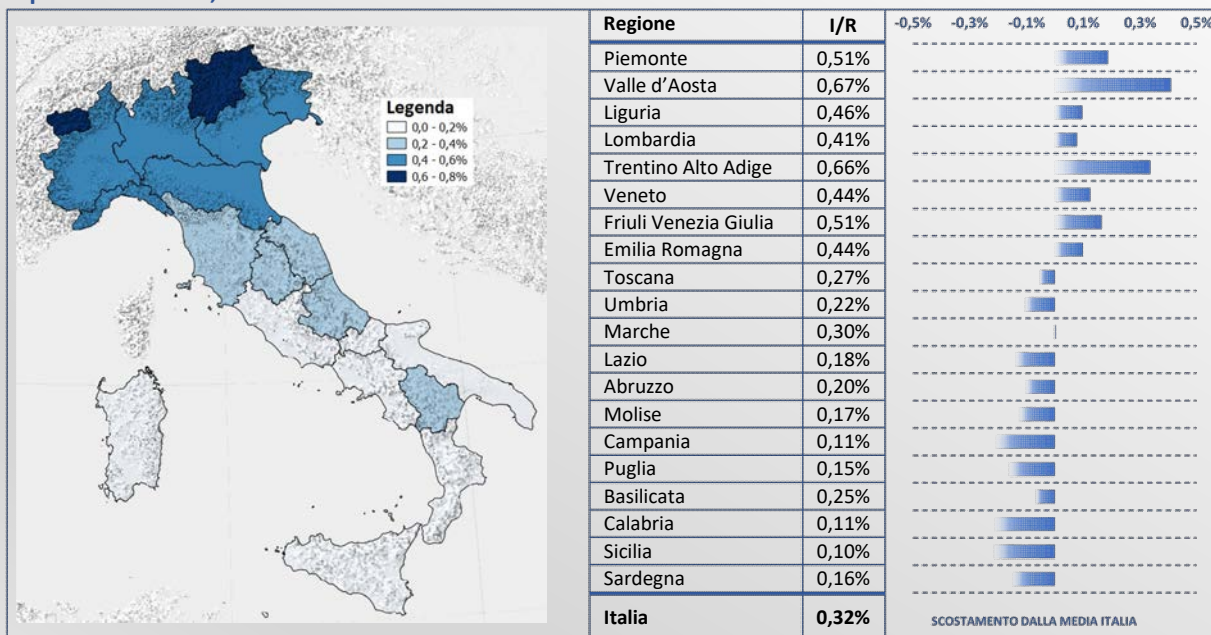 Legenda
0,0 - 0,2%
0,2 - 0,4%
0,4 - 0,6%
0,6 - 0,8%
Regione I/R -0,5% -0,3% -0,1% 0,1% 0,3% 0,5%
Piemonte 0,51%
Valle d'Aosta 0,67%
Liguria 0,46%
Lombardia 0,41%
Trentino Alto Adige 0,66%
Veneto 0,44%
Friuli Venezia Giulia 0,51%
Emilia Romagna 0,44%
Toscana 0,27%
Umbria 0,22%
Marche 0,30%
Lazio 0,18%
Abruzzo 0,20%
Molise 0,17%
Campania 0,11%
Puglia 0,15%
Basilicata 0,25%
Calabria 0,11%
Sicilia 0,10%
Sardegna 0,16%
Italia 0,32% SCOSTAMENTO DALLA MEDIA ITALIA